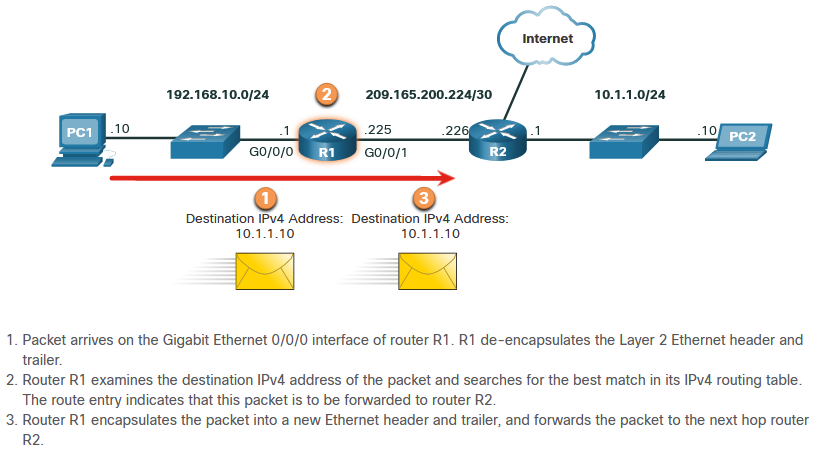 Internet
192.168.10.0/24
2
209.165.200.224/30
10.1.1.0/24
PC1
.10
.1
G0/0/0
R1
.225
G0/0/1
.226
R2
.1
.10
PC2
1
3
Destination IPv4 Address:
10.1.1.10
Destination IPv4 Address:
10.1.1.10
1. Packet arrives on the Gigabit Ethernet 0/0/0 interface of router R1. R1 de-encapsulates the Layer 2 Ethernet header and
trailer.
2. Router R1 examines the destination IPv4 address of the packet and searches for the best match in its IPv4 routing table.
The route entry indicates that this packet is to be forwarded to router R2.
3. Router R1 encapsulates the packet into a new Ethernet header and trailer, and forwards the packet to the next hop router
R2.